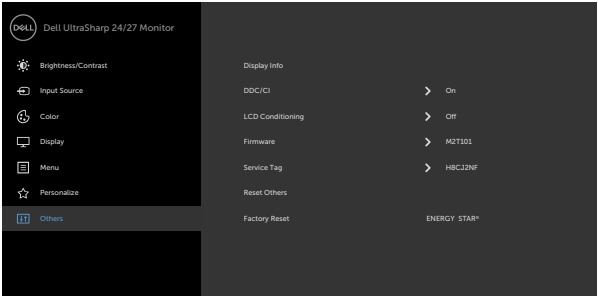 DELL
Dell UltraSharp 24/27 Monitor
Brightness/Contrast
Input Source
Color
Display
Menu
Personalize
Others
Display Info
DDC/CI On
LCD Conditioning Off
Firmware M2T101
Service Tag H8CJ2NF
Reset Others
Factory Reset ENERGY STAR®